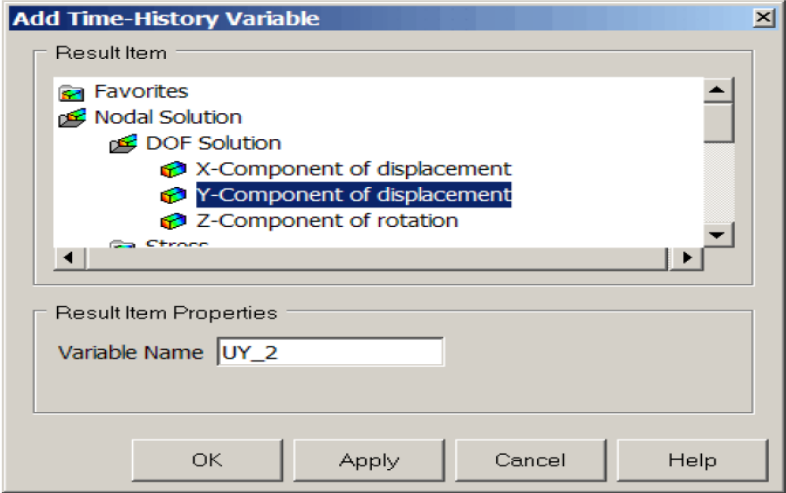 Add Time-History Variable
Result Item
Favorites
Nodal Solution
DOF Solution
X-Component of displacement
Y-Component of displacement
Z-Component of rotation
Stress
Result Item Properties
Variable Name UY_2
OK Apply Cancel Help